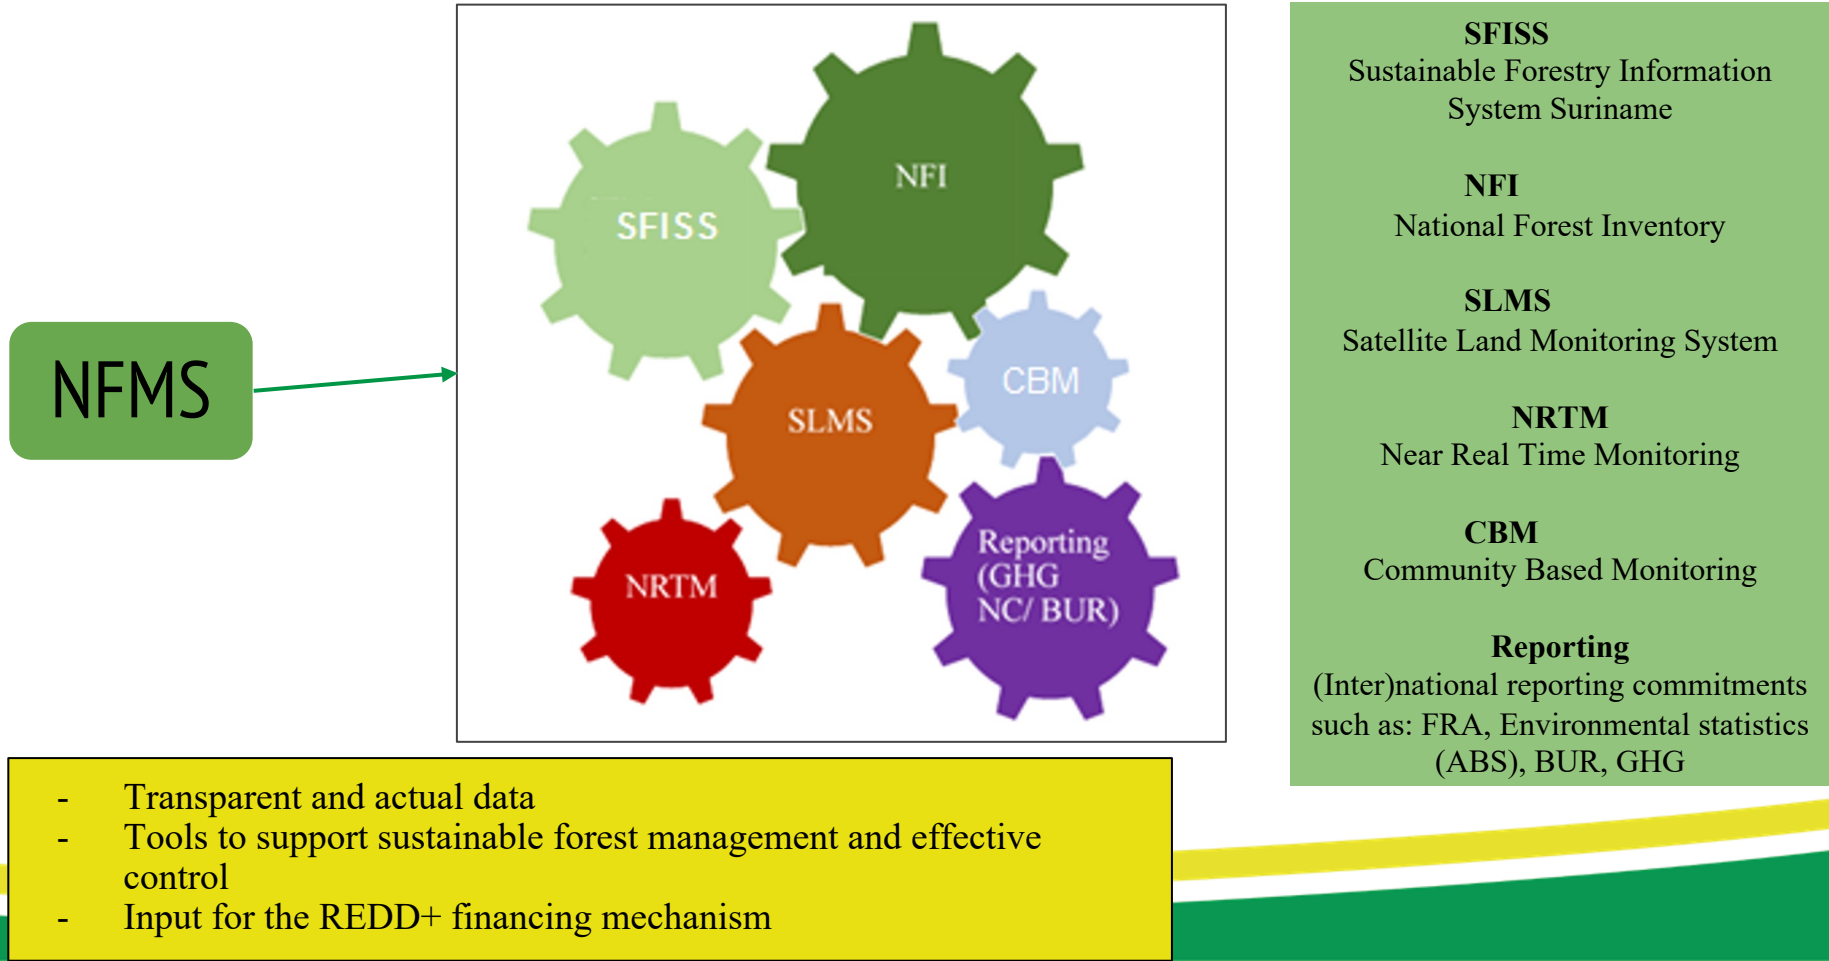 NFMS
SFISS
NFI
SLMS
CBM
NRTM
Reporting
(GHG
NC/ BUR)
SFISS
Sustainable Forestry Information
System Suriname
NFI
National Forest Inventory
SLMS
Satellite Land Monitoring System
NRTM
Near Real Time Monitoring
CBM
Community Based Monitoring
Reporting
(Inter)national reporting commitments
such as: FRA, Environmental statistics
(ABS), BUR, GHG
- Transparent and actual data
- Tools to support sustainable forest management and effective
control
- Input for the REDD+ financing mechanism